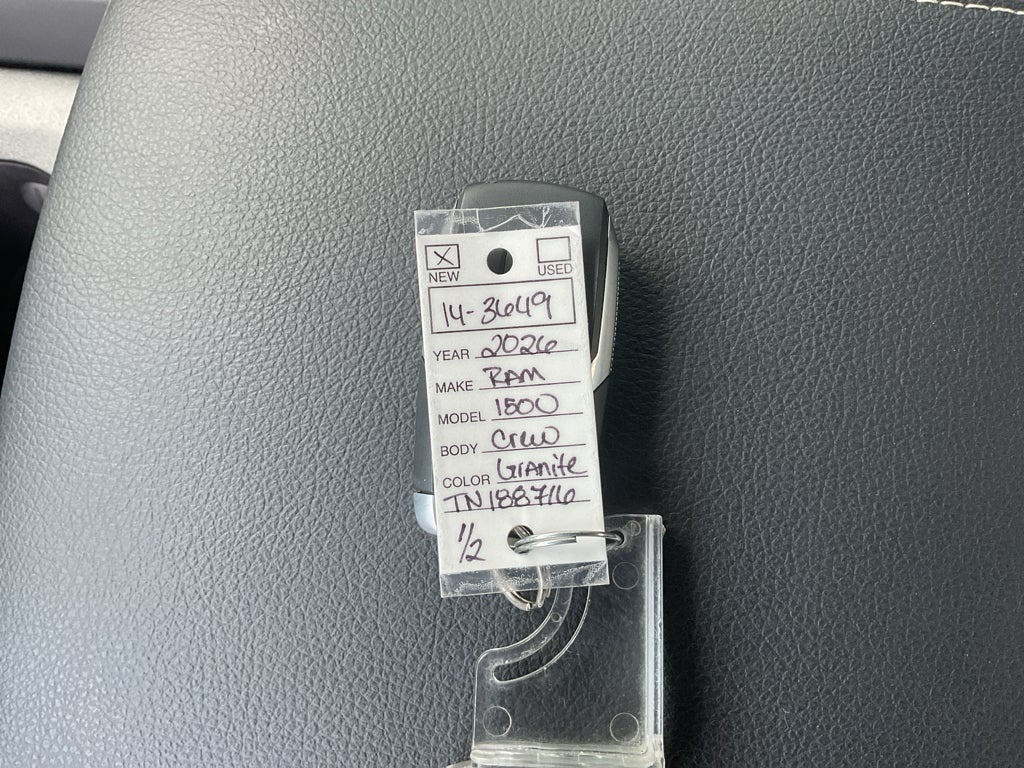 X NEW USED
14-3649
YEAR 2026
MAKE RAM
MODEL 1500
BODY Crew
COLOR Granite
TN188716
1/2